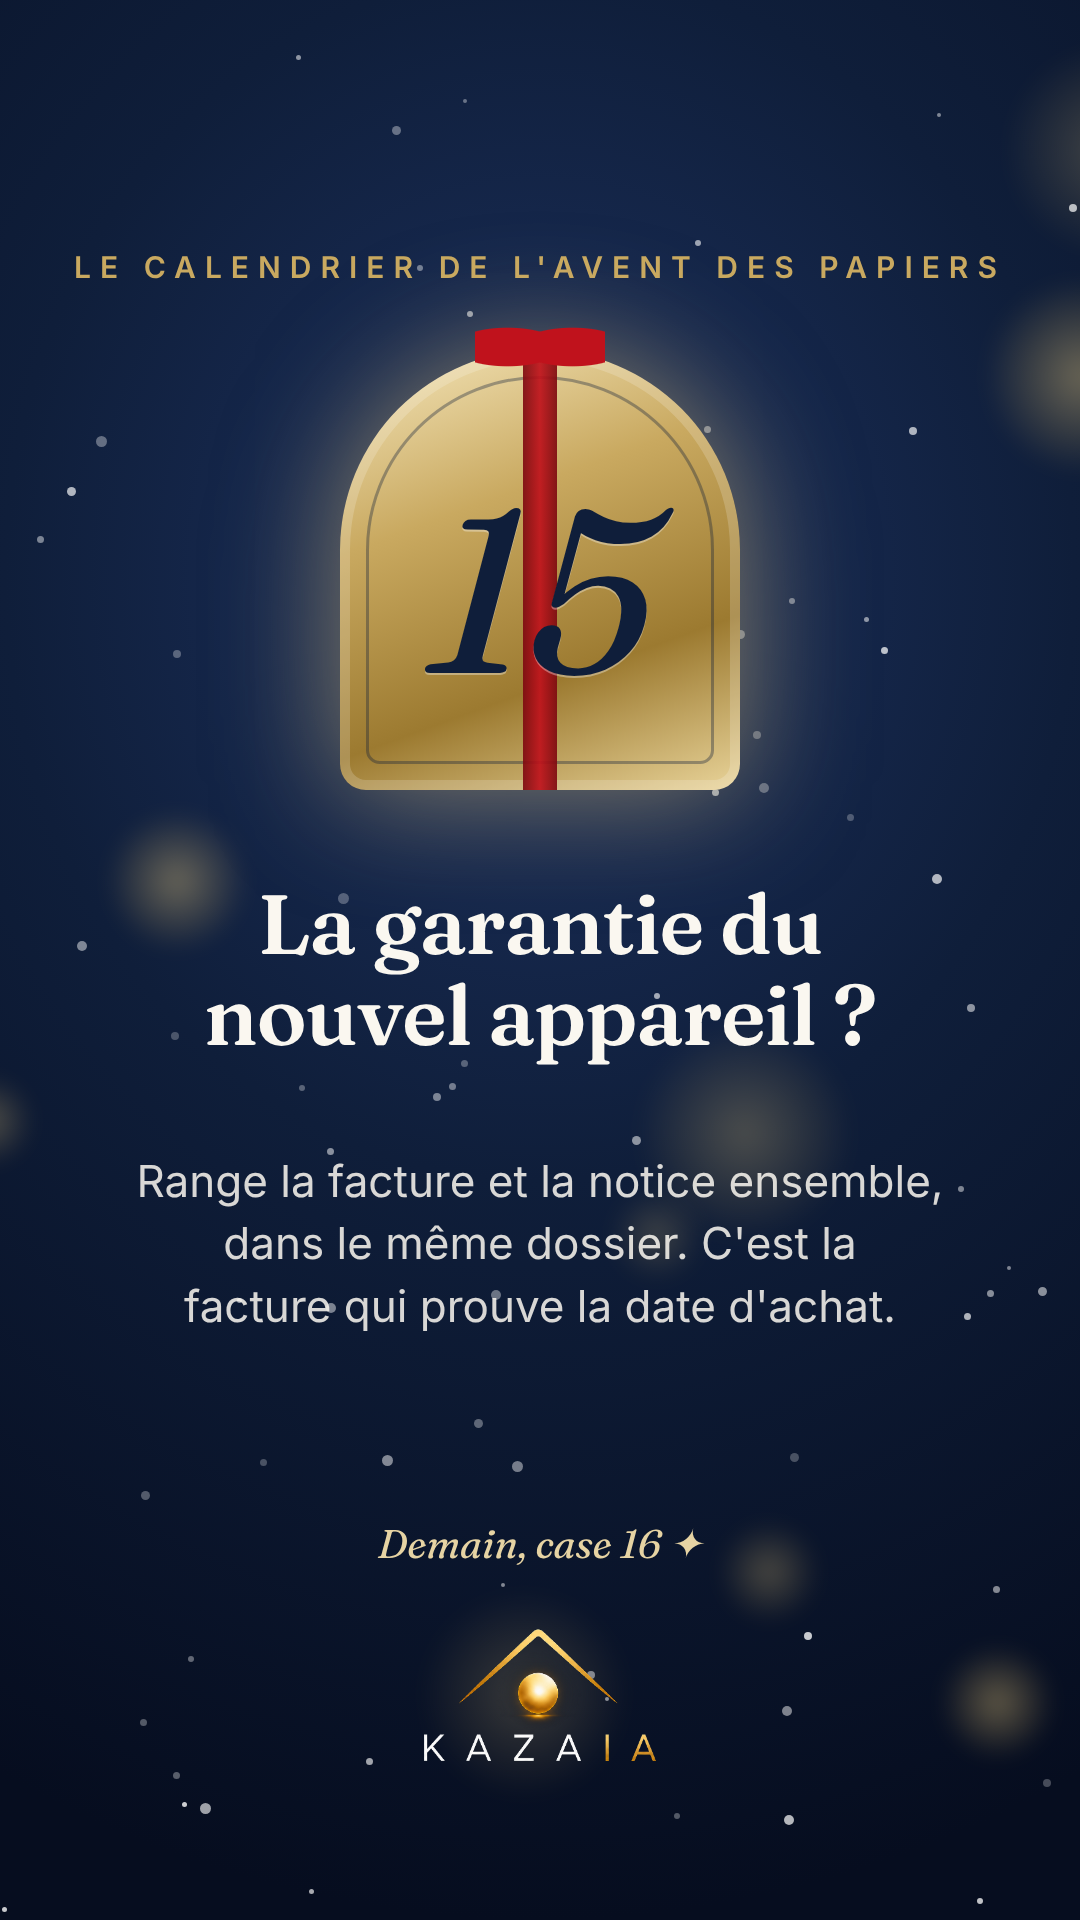 LE CALENDRIER DE L'AVENT DES PAPIERS
15
La garantie du
nouvel appareil ?
Range la facture et la notice ensemble,
dans le même dossier. C'est la
facture qui prouve la date d'achat.
Demain, case 16 ✦
KAZAIA